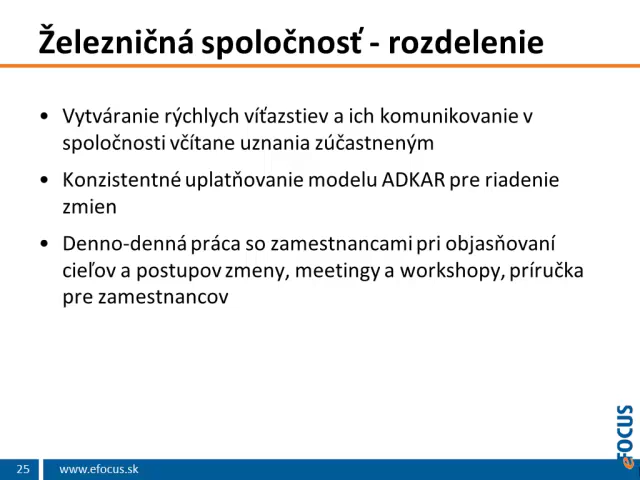 Železničná spoločnosť - rozdelenie
• Vytváranie rýchlych víťazstiev a ich komunikovanie v
spoločnosti včítane uznania zúčastneným
• Konzistentné uplatňovanie modelu ADKAR pre riadenie
zmien
• Denno-denná práca so zamestnancami pri objasňovaní
cieľov a postupov zmeny, meetingy a workshopy, príručka
pre zamestnancov
eFOCUS
25
www.efocus.sk